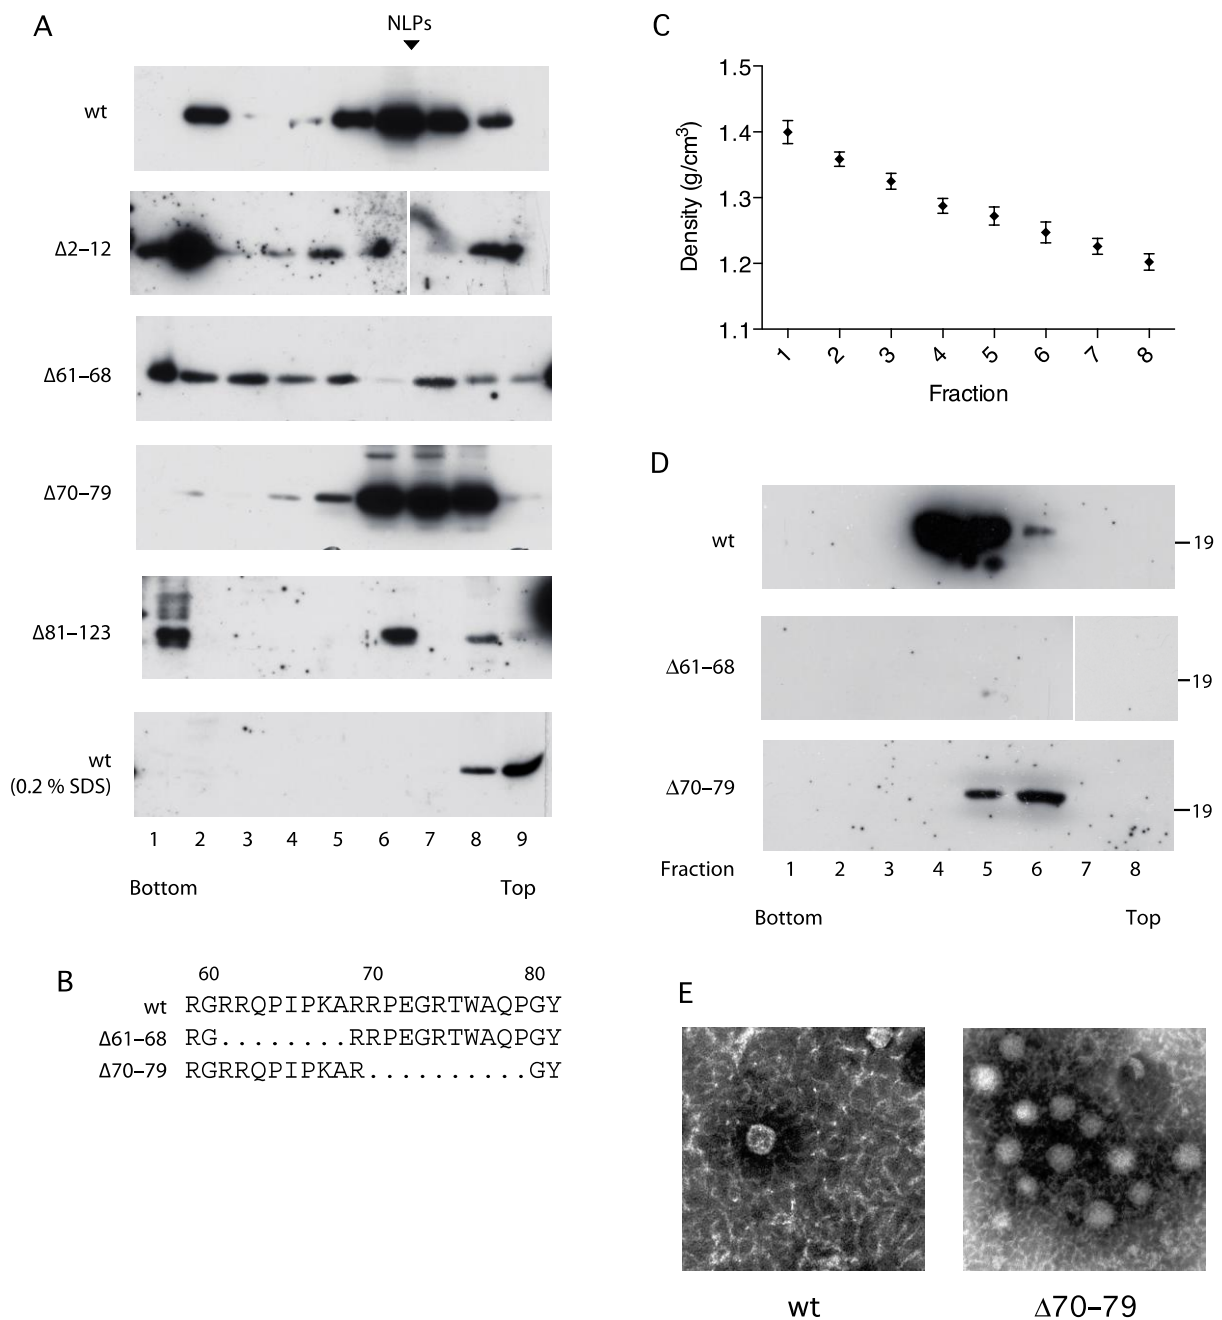 A
NLPs
wt
Δ2–12
Δ61–68
Δ70–79
Δ81–123
wt
(0.2 % SDS)
1 2 3 4 5 6 7 8 9
Bottom Top
B
60 70 80
wt RGRRQPIPKARRPEGRTWAQPGY
Δ61–68 RG........RRPEGRTWAQPGY
Δ70–79 RGRRQPIPKAR..........GY
C
1.5
1.4
1.3
1.2
1.1
Density (g/cm³)
1 2 3 4 5 6 7 8
Fraction
D
wt 19
Δ61–68 19
Δ70–79 19
Fraction 1 2 3 4 5 6 7 8
Bottom Top
E
wt Δ70–79